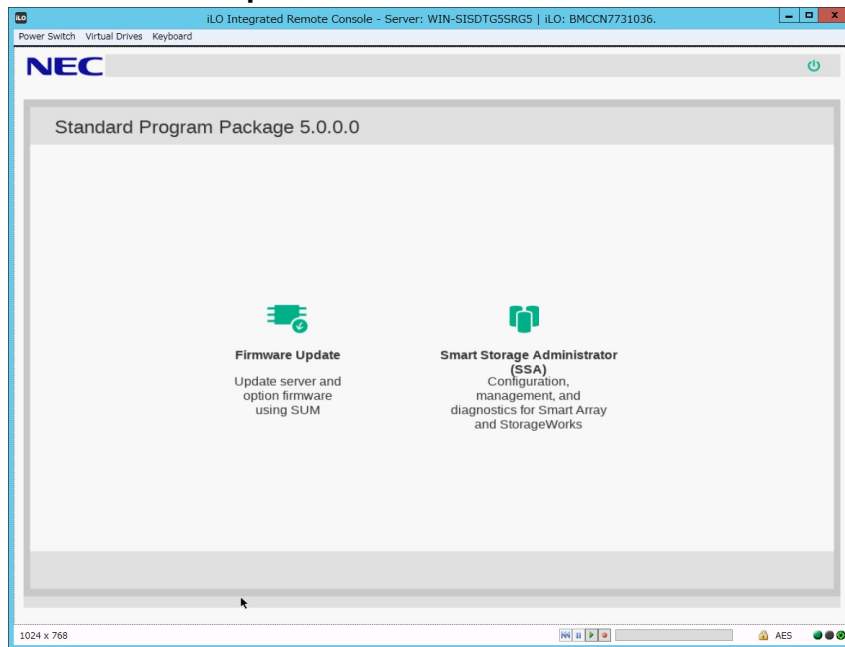 iLO
iLO Integrated Remote Console - Server: WIN-SISDTG5SRG5 | iLO: BMCCN7731036.
Power Switch Virtual Drives Keyboard
NEC
Standard Program Package 5.0.0.0
Firmware Update
Update server and
option firmware
using SUM
Smart Storage Administrator
(SSA)
Configuration,
management, and
diagnostics for Smart Array
and StorageWorks
1024 x 768
AES